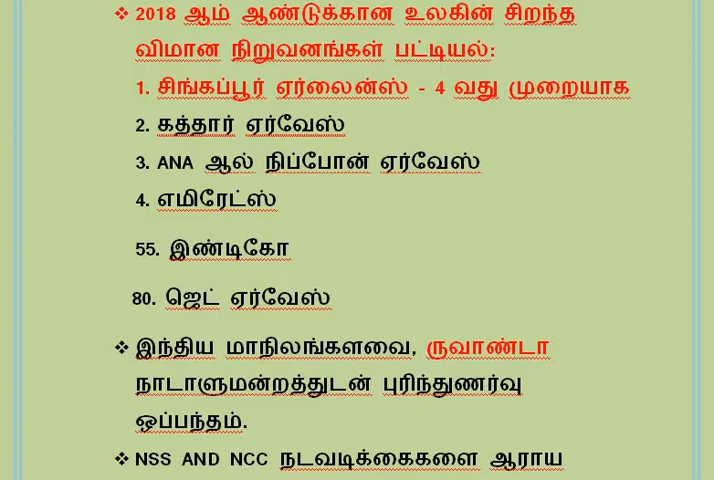 ❖ 2018 ஆம் ஆண்டுக்கான உலகின் சிறந்த
விமான நிறுவனங்கள் பட்டியல்:
1. சிங்கப்பூர் ஏர்லைன்ஸ் - 4 வது முறையாக
2. கத்தார் ஏர்வேஸ்
3. ANA ஆல் நிப்போன் ஏர்வேஸ்
4. எமிரேட்ஸ்
55. இண்டிகோ
80. ஜெட் ஏர்வேஸ்
❖ இந்திய மாநிலங்களவை, ருவாண்டா
நாடாளுமன்றத்துடன் புரிந்துணர்வு
ஒப்பந்தம்.
❖ NSS AND NCC நடவடிக்கைகளை ஆராய